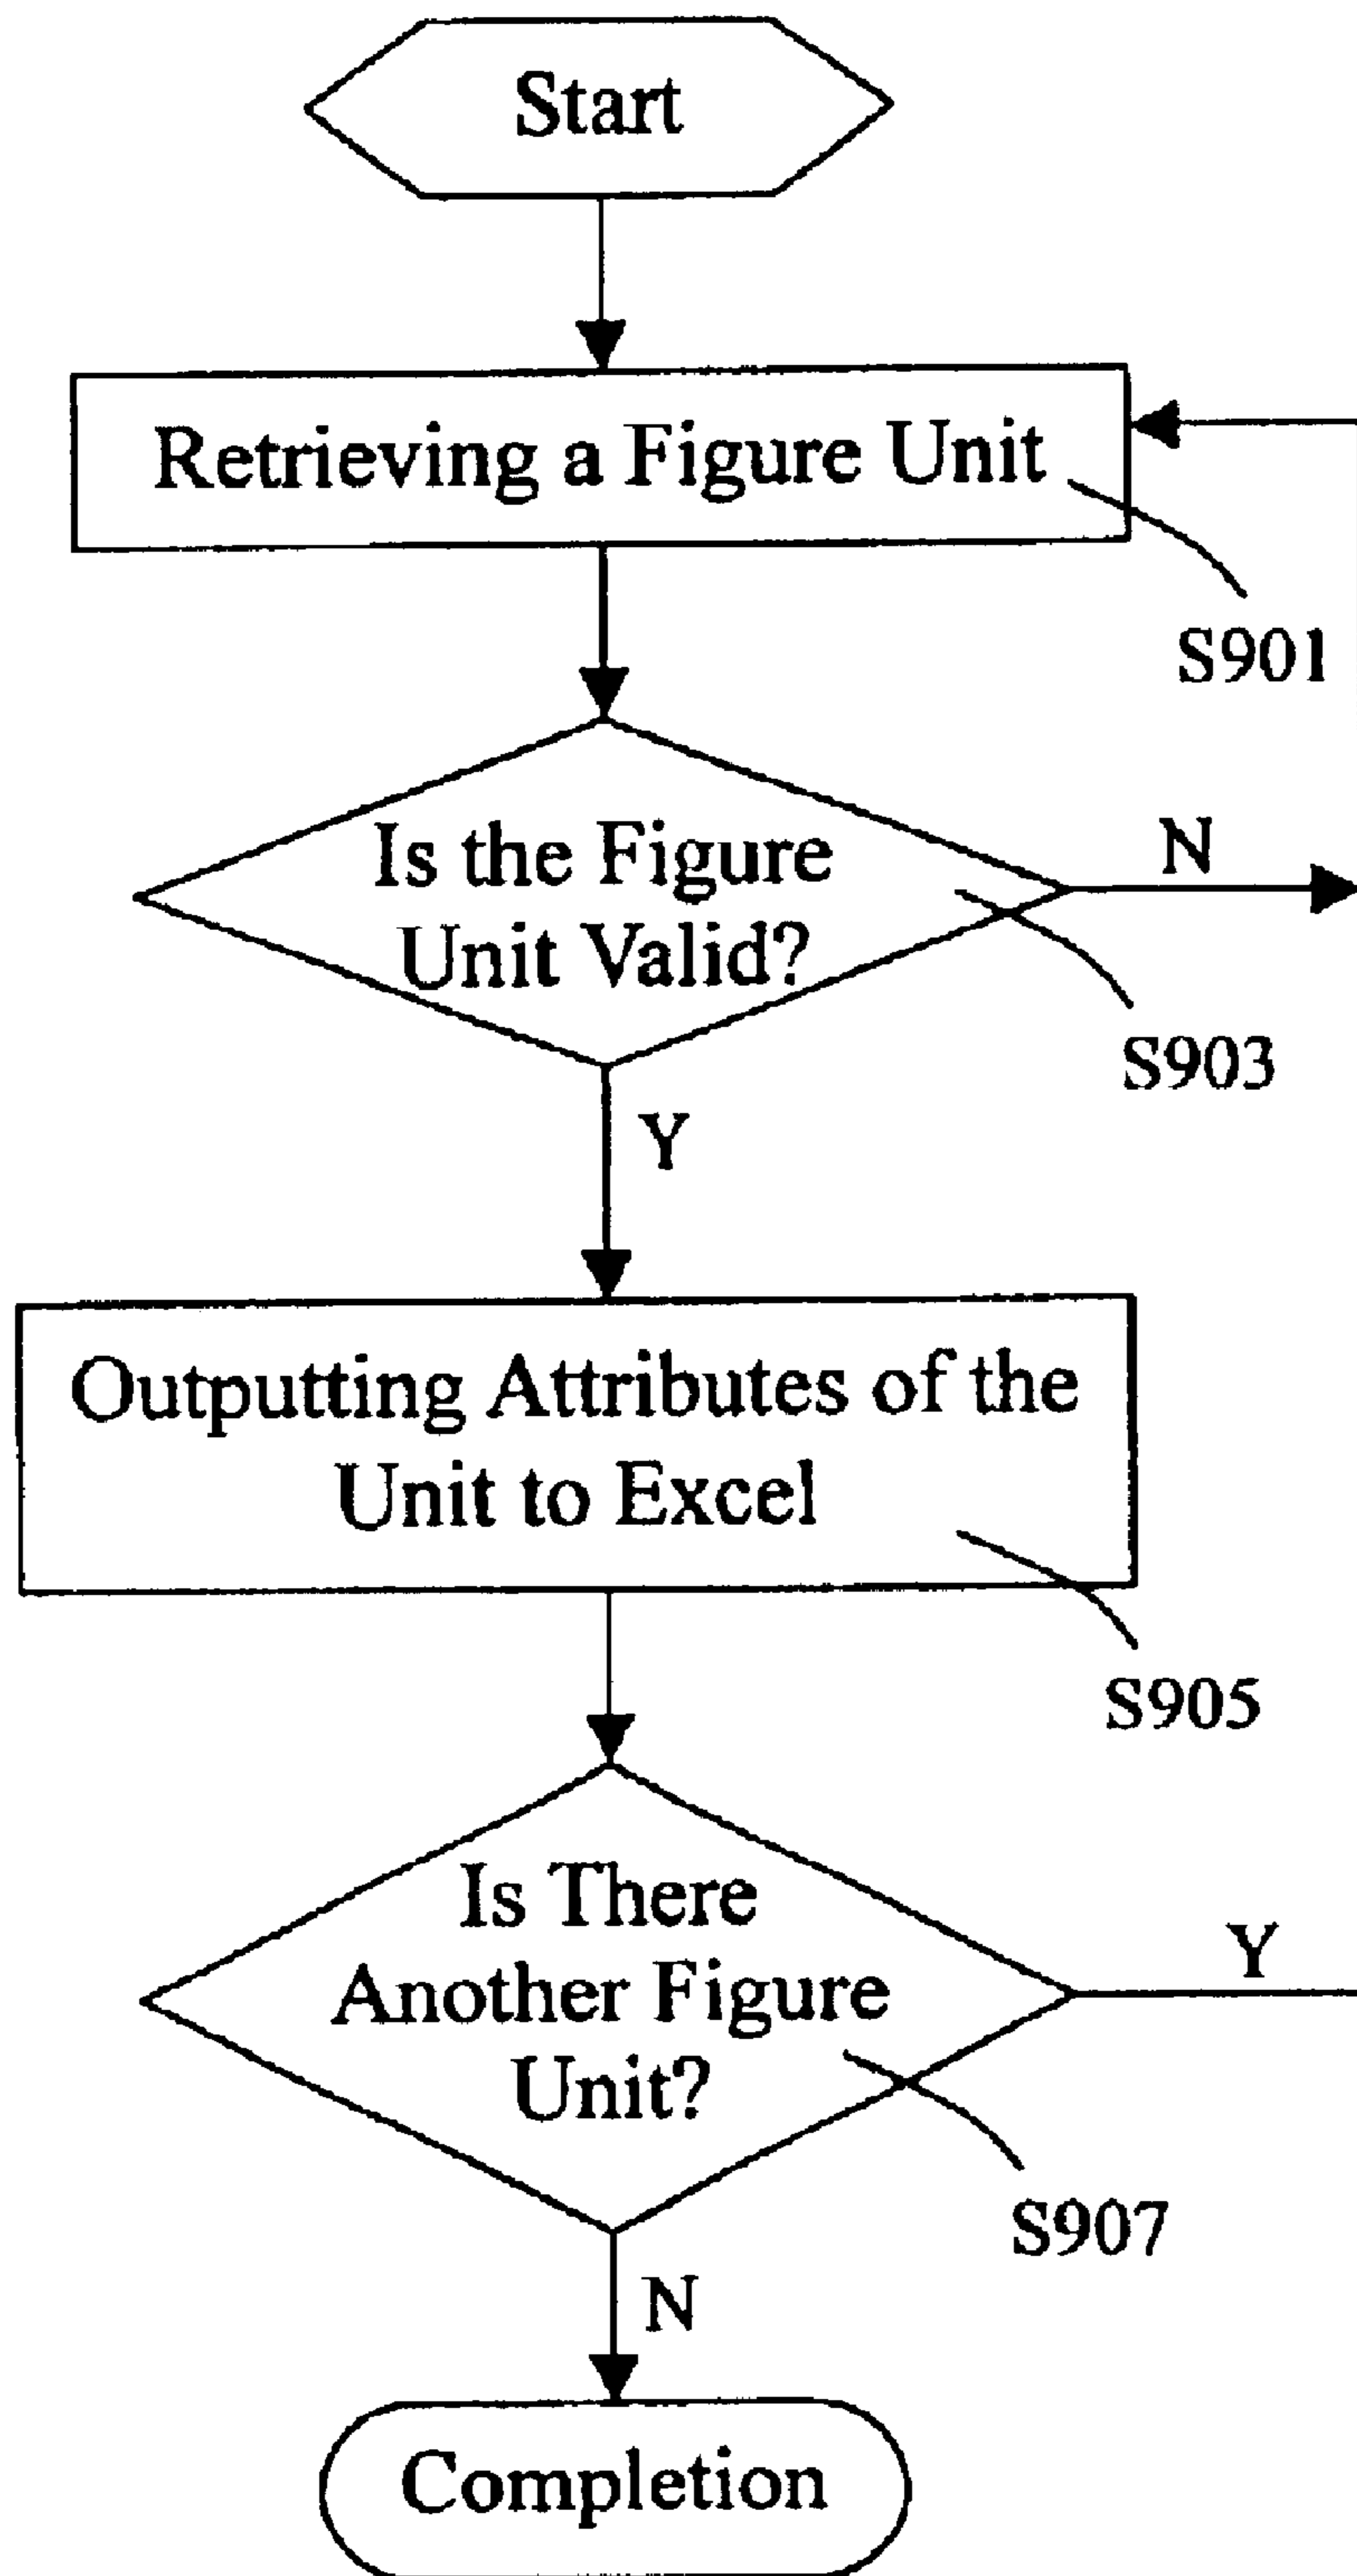 Start
Retrieving a Figure Unit
S901
Is the Figure
Unit Valid?
N
S903
Y
Outputting Attributes of the
Unit to Excel
S905
Is There
Another Figure
Unit?
Y
S907
N
Completion